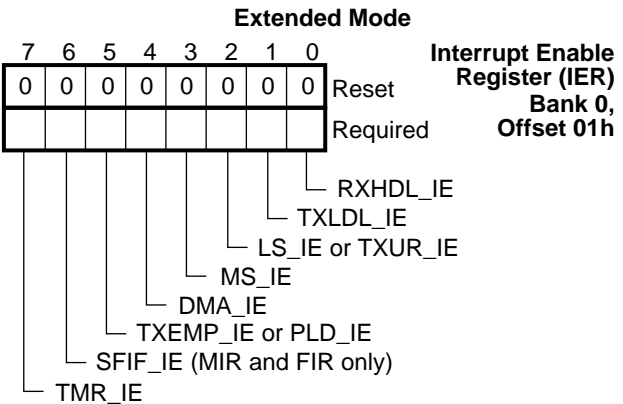 Extended Mode
7 6 5 4 3 2 1 0
Interrupt Enable
Register (IER)
Bank 0,
Offset 01h
0 0 0 0 0 0 0 0 Reset
Required
RXHDL_IE
TXLDL_IE
LS_IE or TXUR_IE
MS_IE
DMA_IE
TXEMP_IE or PLD_IE
SFIF_IE (MIR and FIR only)
TMR_IE